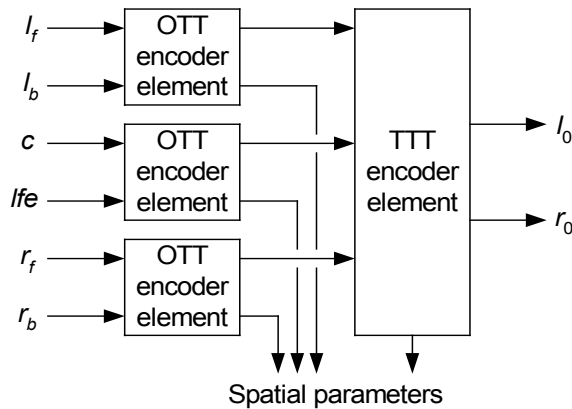 l_f
OTT
encoder
element
l_b
c
OTT
encoder
element
lfe
r_f
OTT
encoder
element
r_b
TTT
encoder
element
l_0
r_0
Spatial parameters